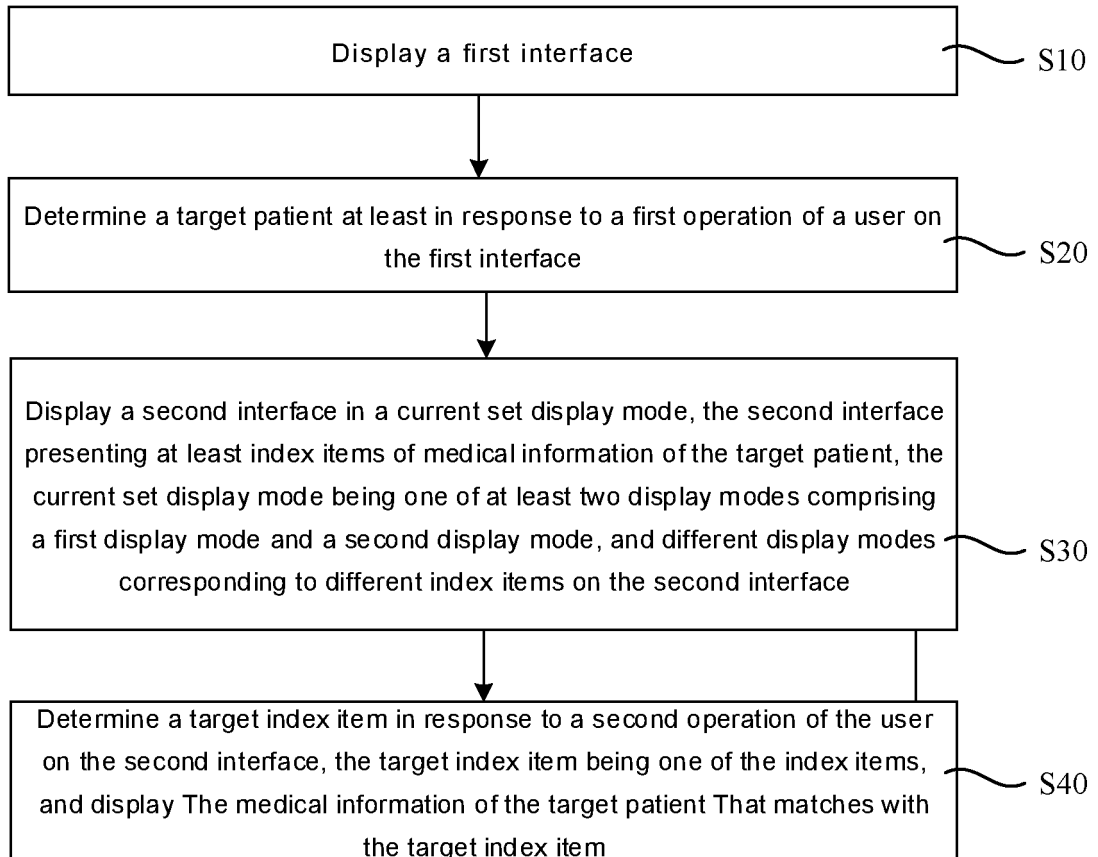 Display a first interface
S10
Determine a target patient at least in response to a first operation of a user on
the first interface
S20
Display a second interface in a current set display mode, the second interface
presenting at least index items of medical information of the target patient, the
current set display mode being one of at least two display modes comprising
a first display mode and a second display mode, and different display modes
corresponding to different index items on the second interface
S30
Determine a target index item in response to a second operation of the user
on the second interface, the target index item being one of the index items,
and display The medical information of the target patient That matches with
the target index item
S40